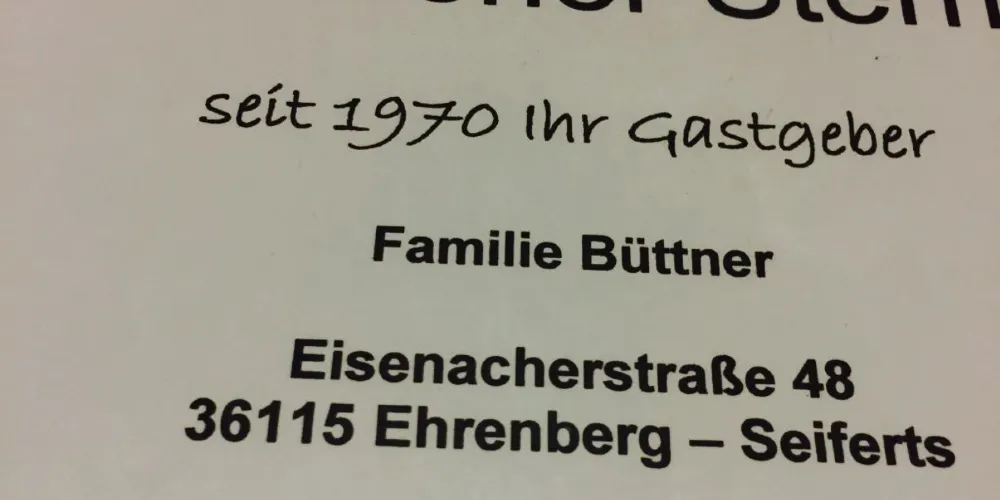 seit 1970 Ihr Gastgeber
Familie Büttner
Eisenacherstraße 48
36115 Ehrenberg – Seiferts